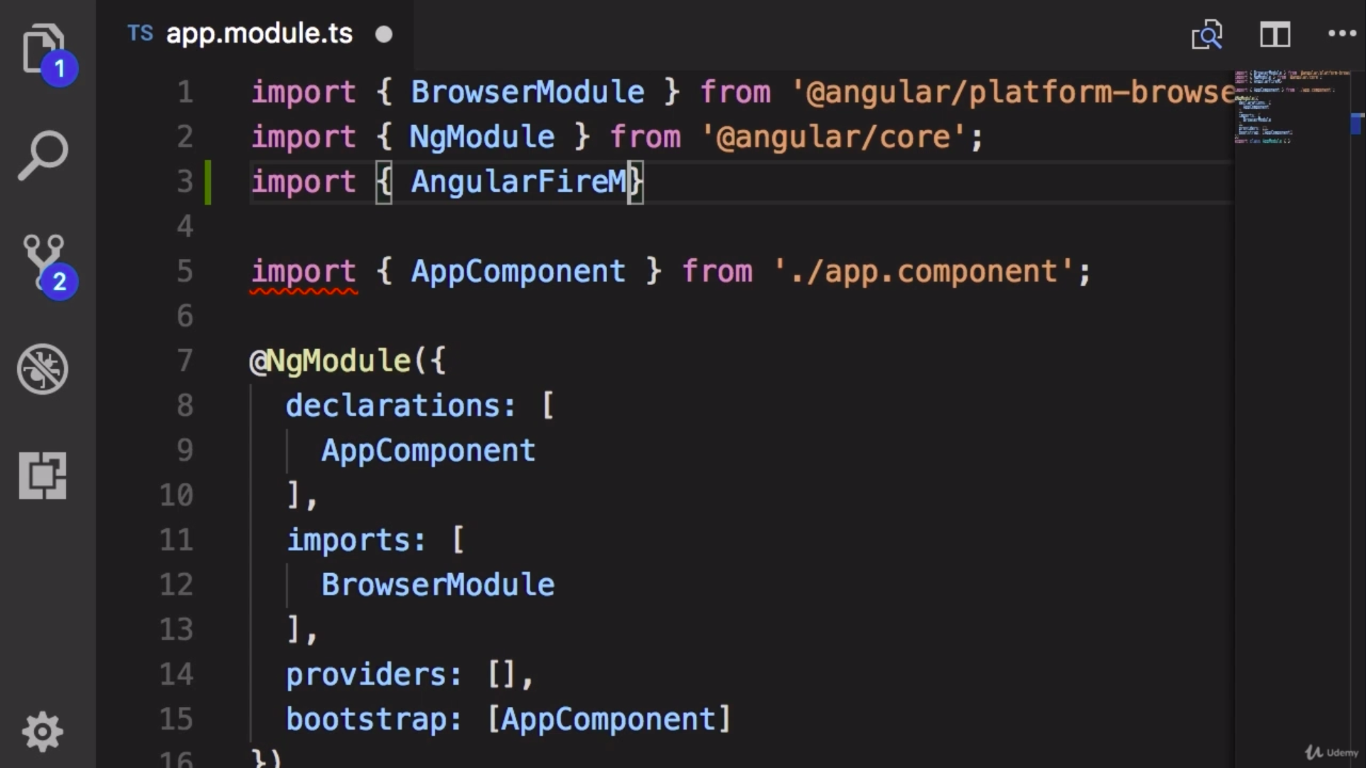 TS app.module.ts
1
2
1 import { BrowserModule } from '@angular/platform-browse
2 import { NgModule } from '@angular/core';
3 import { AngularFireM}
4
5 import { AppComponent } from './app.component';
6
7 @NgModule({
8 declarations: [
9 AppComponent
10 ],
11 imports: [
12 BrowserModule
13 ],
14 providers: [],
15 bootstrap: [AppComponent]
16 })
Udemy